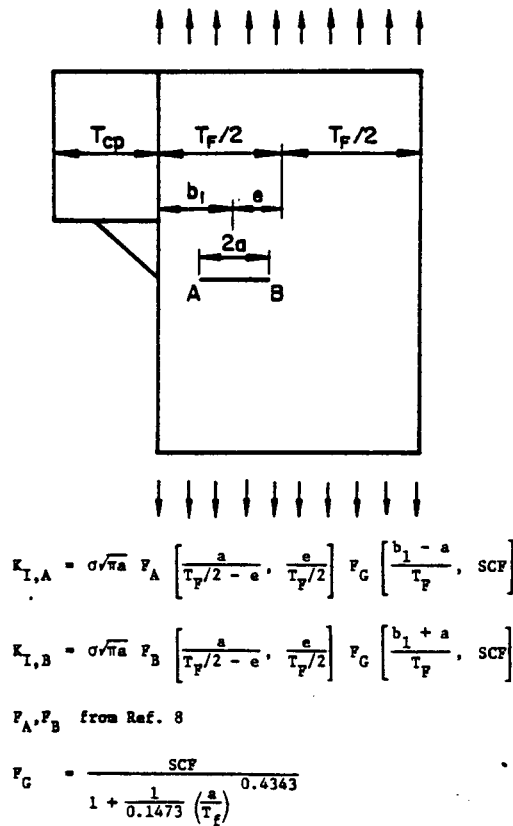 T_cp T_F/2 T_F/2
b_1 e
2a
A B
K_{I,A} = σ√πa F_A [ a / (T_F/2 - e) , e / (T_F/2) ] F_G [ (b_1 - a) / T_F , SCF ]
K_{I,B} = σ√πa F_B [ a / (T_F/2 - e) , e / (T_F/2) ] F_G [ (b_1 + a) / T_F , SCF ]
F_A,F_B from Ref. 8
F_G = SCF / (1 + 1/0.1473 (a/T_f)^0.4343)